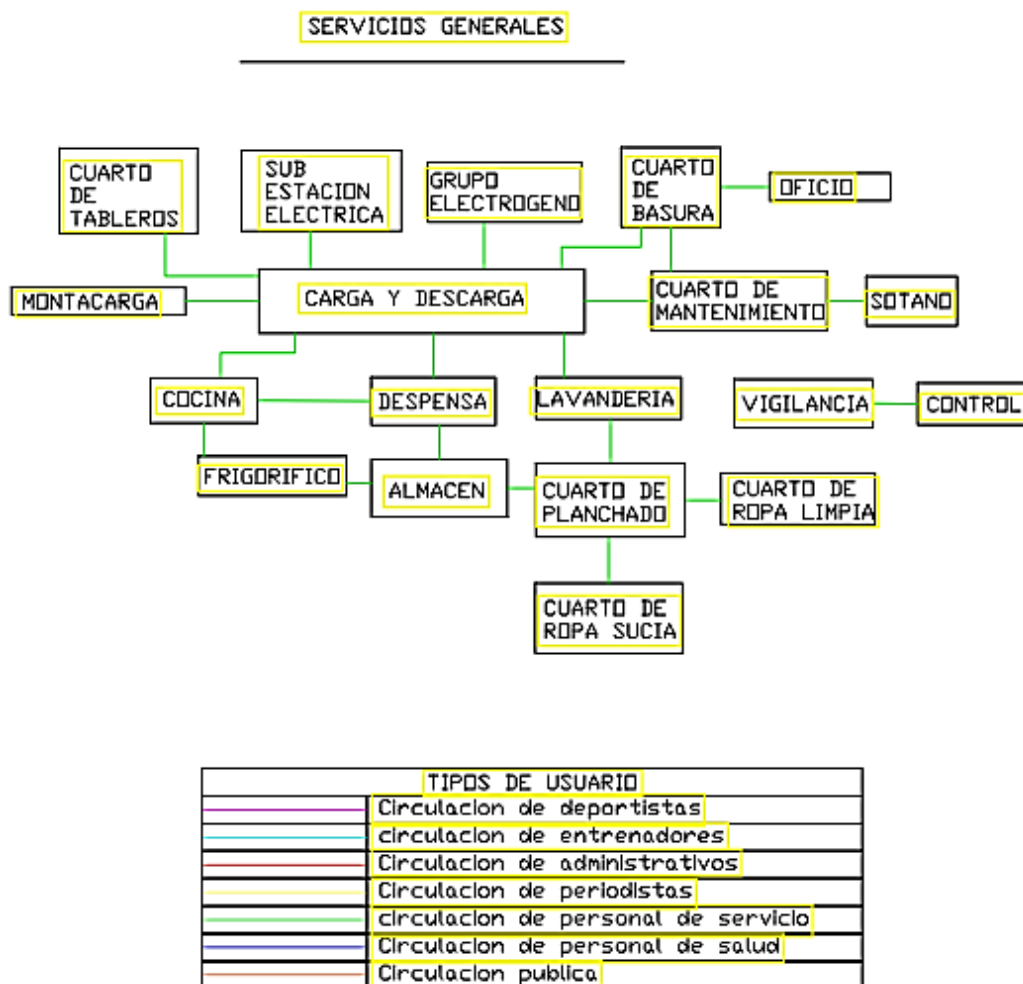 SERVICIOS GENERALES
CUARTO
DE
TABLEROS
SUB
ESTACION
ELECTRICA
GRUPO
ELECTROGENO
CUARTO
DE
BASURA
OFICIO
MONTACARGA
CARGA Y DESCARGA
CUARTO DE
MANTENIMIENTO
SOTANO
COCINA
DESPENSA
LAVANDERIA
VIGILANCIA
CONTROL
FRIGORIFICO
ALMACEN
CUARTO DE
PLANCHADO
CUARTO DE
ROPA LIMPIA
CUARTO DE
ROPA SUCIA
TIPOS DE USUARIO
Circulacion de deportistas
circulacion de entrenadores
Circulacion de administrativos
Circulacion de periodistas
circulacion de personal de servicio
Circulacion de personal de salud
Circulacion publica